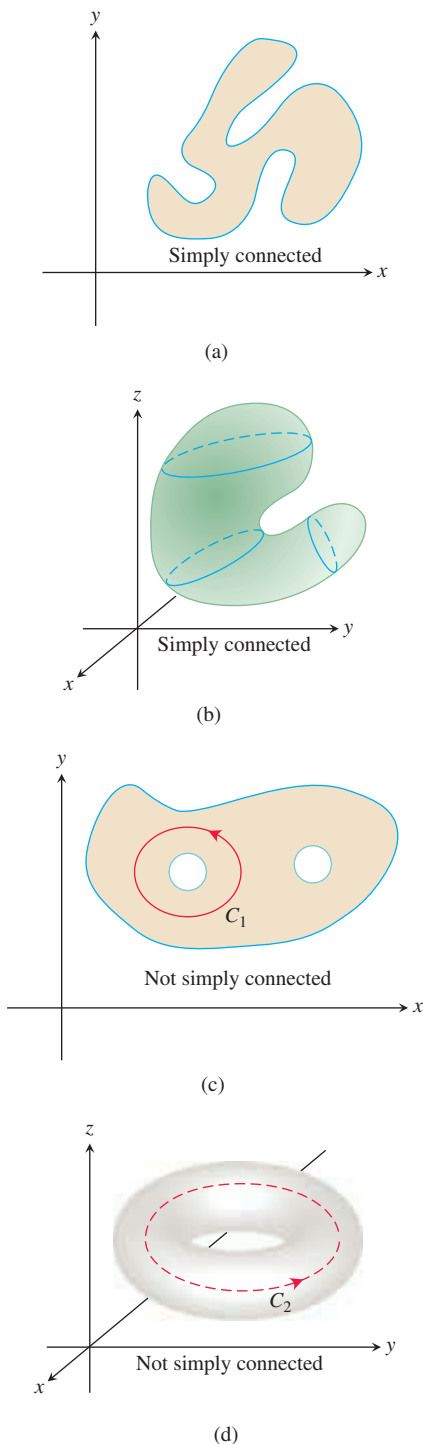 y
Simply connected
x
(a)
z
y
Simply connected
x
(b)
y
C1
Not simply connected
x
(c)
z
C2
y
Not simply connected
x
(d)